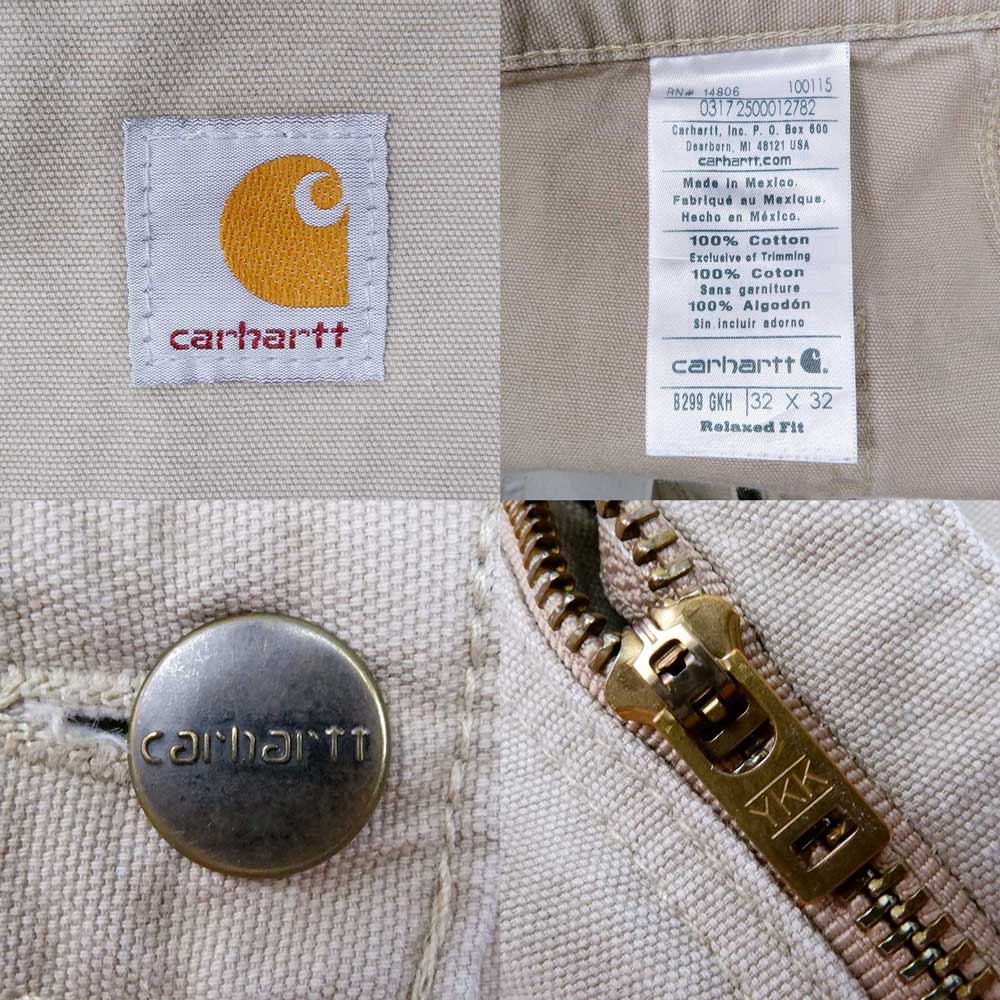 carhartt
RN# 14806 100115
0317 2500012782
Carhartt, Inc. P. O. Box 600
Dearborn, MI 48121 USA
carhartt.com
Made in Mexico.
Fabriqué au Mexique.
Hecho en México.
100% Cotton
Exclusive of Trimming
100% Coton
Sans garniture
100% Algodón
Sin incluir adorno
carhartt
B299 GKH 32 X 32
Relaxed Fit
carhartt
YKK